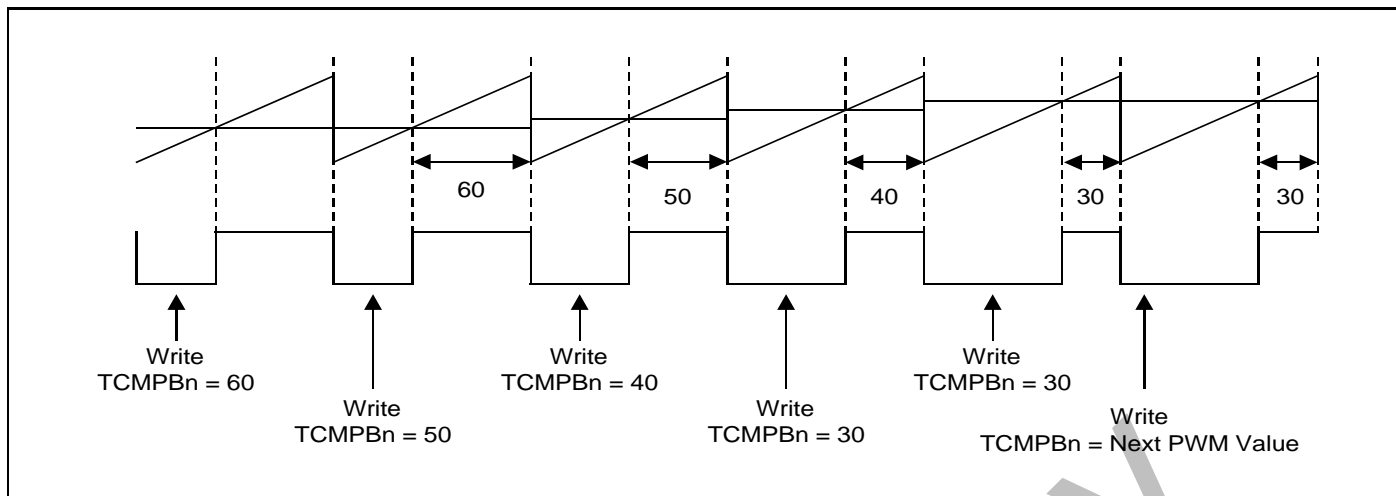 60
50
40
30
30
Write
TCMPBn = 60
Write
TCMPBn = 50
Write
TCMPBn = 40
Write
TCMPBn = 30
Write
TCMPBn = 30
Write
TCMPBn = Next PWM Value